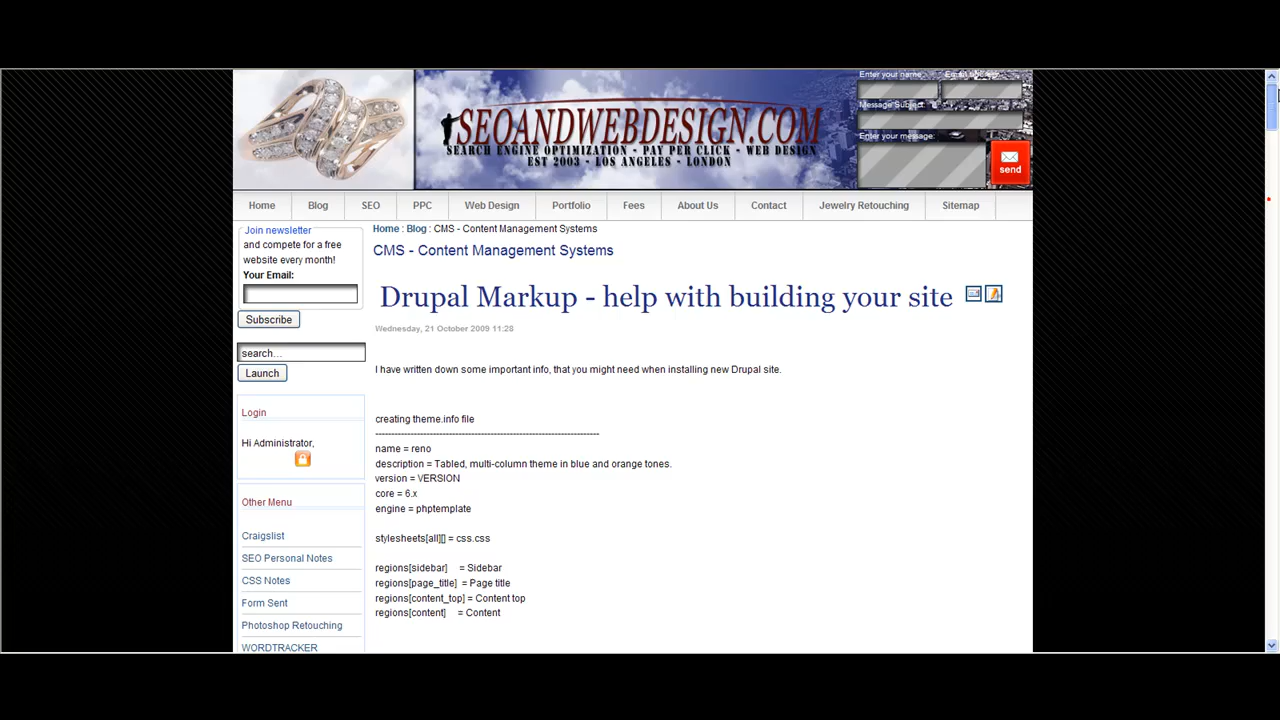 SEOANDWEBDESIGN.COM
SEARCH ENGINE OPTIMIZATION - PAY PER CLICK - WEB DESIGN
EST 2003 - LOS ANGELES - LONDON
Enter your name
Message Subject
Enter your message:
send
Home Blog SEO PPC Web Design Portfolio Fees About Us Contact Jewelry Retouching Sitemap
Join newsletter
and compete for a free
website every month!
Your Email:
Subscribe
search...
Launch
Login
Hi Administrator,
Other Menu
Craigslist
SEO Personal Notes
CSS Notes
Form Sent
Photoshop Retouching
WORDTRACKER
Home : Blog : CMS - Content Management Systems
CMS - Content Management Systems
Drupal Markup - help with building your site
Wednesday, 21 October 2009 11:28
I have written down some important info, that you might need when installing new Drupal site.
creating theme.info file
----------------------------------------------------------------------------
name = reno
description = Tabled, multi-column theme in blue and orange tones.
version = VERSION
core = 6.x
engine = phptemplate
stylesheets[all][] = css.css
regions[sidebar] = Sidebar
regions[page_title] = Page title
regions[content_top] = Content top
regions[content] = Content